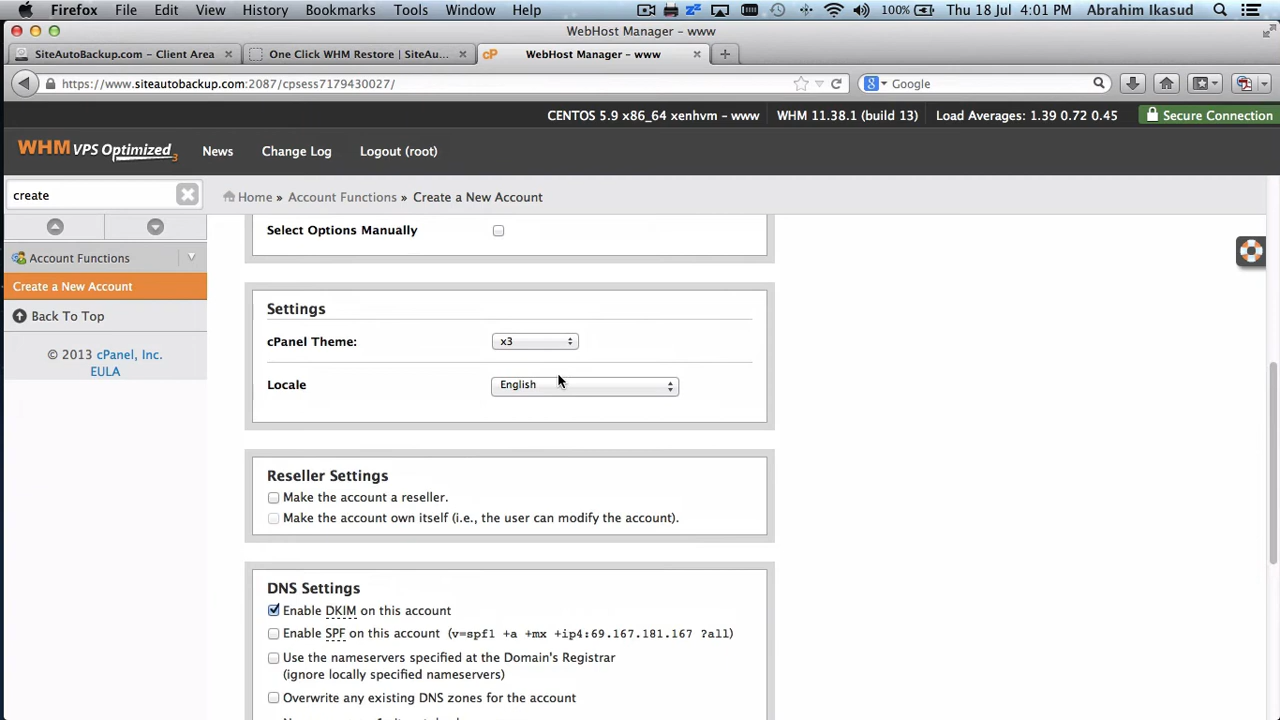 Firefox File Edit View History Bookmarks Tools Window Help 100% Thu 18 Jul 4:01 PM Abrahim Ikasud
WebHost Manager - www
SiteAutoBackup.com - Client Area One Click WHM Restore | SiteAu... cP WebHost Manager - www
https://www.siteautobackup.com:2087/cpsess7179430027/ Google
CENTOS 5.9 x86_64 xenhvm - www WHM 11.38.1 (build 13) Load Averages: 1.39 0.72 0.45 Secure Connection
WHM VPS Optimized 3 News Change Log Logout (root)
create Home » Account Functions » Create a New Account
Select Options Manually
Account Functions
Create a New Account
Back To Top
© 2013 cPanel, Inc.
EULA
Settings
cPanel Theme: x3
Locale English
Reseller Settings
Make the account a reseller.
Make the account own itself (i.e., the user can modify the account).
DNS Settings
Enable DKIM on this account
Enable SPF on this account (v=spf1 +a +mx +ip4:69.167.181.167 ?all)
Use the nameservers specified at the Domain's Registrar
(ignore locally specified nameservers)
Overwrite any existing DNS zones for the account